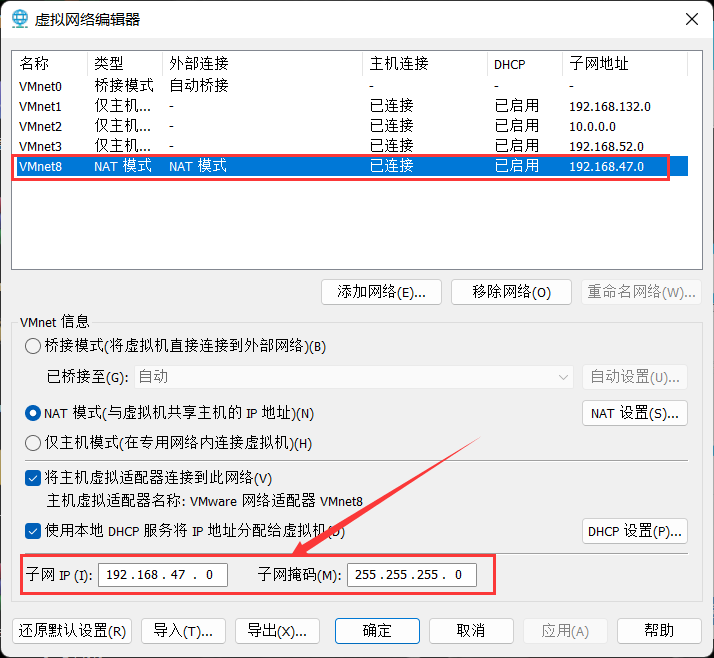 虚拟网络编辑器
名称 类型 外部连接 主机连接 DHCP 子网地址
VMnet0 桥接模式 自动桥接 - - -
VMnet1 仅主机... - 已连接 已启用 192.168.132.0
VMnet2 仅主机... - 已连接 已启用 10.0.0.0
VMnet3 仅主机... - 已连接 已启用 192.168.52.0
VMnet8 NAT 模式 NAT 模式 已连接 已启用 192.168.47.0
添加网络(E)... 移除网络(O) 重命名网络(W)...
VMnet 信息
桥接模式(将虚拟机直接连接到外部网络)(B)
已桥接至(G): 自动 自动设置(U)...
NAT 模式(与虚拟机共享主机的 IP 地址)(N) NAT 设置(S)...
仅主机模式(在专用网络内连接虚拟机)(H)
将主机虚拟适配器连接到此网络(V)
主机虚拟适配器名称: VMware 网络适配器 VMnet8
使用本地 DHCP 服务将 IP 地址分配给虚拟机(D) DHCP 设置(P)...
子网 IP (I): 192.168.47.0 子网掩码(M): 255.255.255.0
还原默认设置(R) 导入(T)... 导出(X)... 确定 取消 应用(A) 帮助